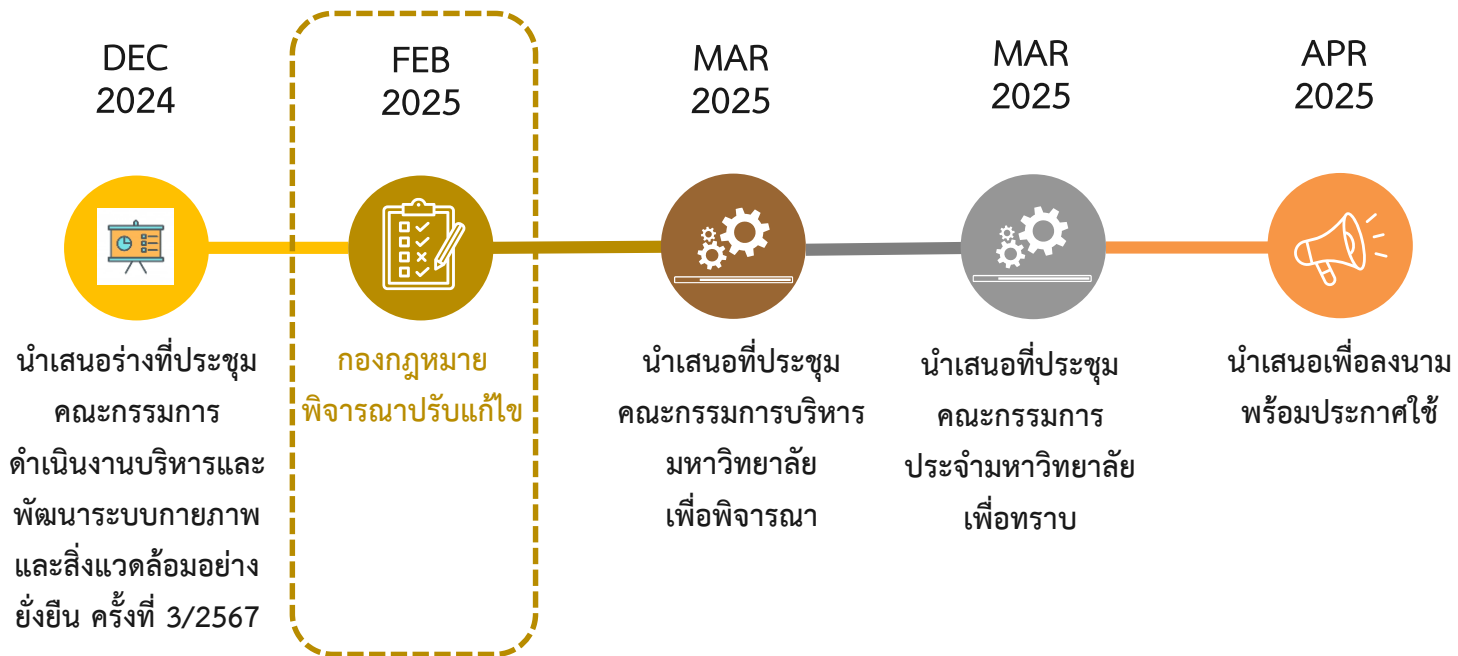 DEC
2024
นำเสนอร่างที่ประชุม
คณะกรรมการ
ดำเนินงานบริหารและ
พัฒนาระบบกายภาพ
และสิ่งแวดล้อมอย่าง
ยั่งยืน ครั้งที่ 3/2567
FEB
2025
กองกฎหมาย
พิจารณาปรับแก้ไข
MAR
2025
นำเสนอที่ประชุม
คณะกรรมการบริหาร
มหาวิทยาลัย
เพื่อพิจารณา
MAR
2025
นำเสนอที่ประชุม
คณะกรรมการ
ประจำมหาวิทยาลัย
เพื่อทราบ
APR
2025
นำเสนอเพื่อลงนาม
พร้อมประกาศใช้